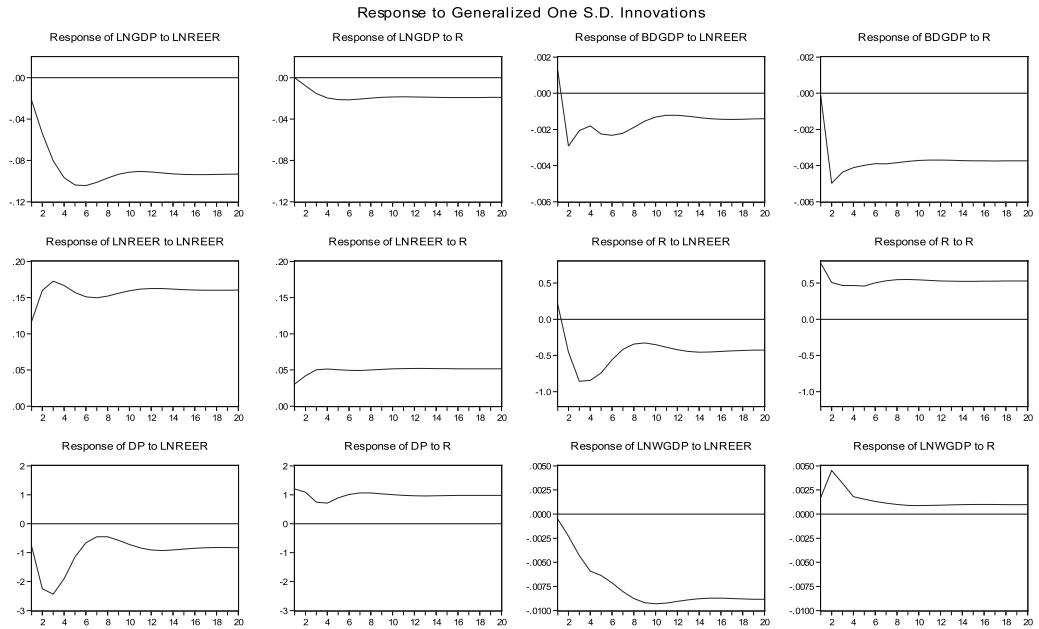 Response to Generalized One S.D. Innovations
Response of LNGDP to LNREER
.00
-.04
-.08
-.12
2 4 6 8 10 12 14 16 18 20
Response of LNGDP to R
.00
-.04
-.08
-.12
2 4 6 8 10 12 14 16 18 20
Response of BDGDP to LNREER
.002
.000
-.002
-.004
-.006
2 4 6 8 10 12 14 16 18 20
Response of BDGDP to R
.002
.000
-.002
-.004
-.006
2 4 6 8 10 12 14 16 18 20
Response of LNREER to LNREER
.20
.15
.10
.05
.00
2 4 6 8 10 12 14 16 18 20
Response of LNREER to R
.20
.15
.10
.05
.00
2 4 6 8 10 12 14 16 18 20
Response of R to LNREER
0.5
0.0
-0.5
-1.0
2 4 6 8 10 12 14 16 18 20
Response of R to R
0.5
0.0
-0.5
-1.0
2 4 6 8 10 12 14 16 18 20
Response of DP to LNREER
2
1
0
-1
-2
-3
2 4 6 8 10 12 14 16 18 20
Response of DP to R
2
1
0
-1
-2
-3
2 4 6 8 10 12 14 16 18 20
Response of LNWGDP to LNREER
.0050
.0025
.0000
-.0025
-.0050
-.0075
-.0100
2 4 6 8 10 12 14 16 18 20
Response of LNWGDP to R
.0050
.0025
.0000
-.0025
-.0050
-.0075
-.0100
2 4 6 8 10 12 14 16 18 20